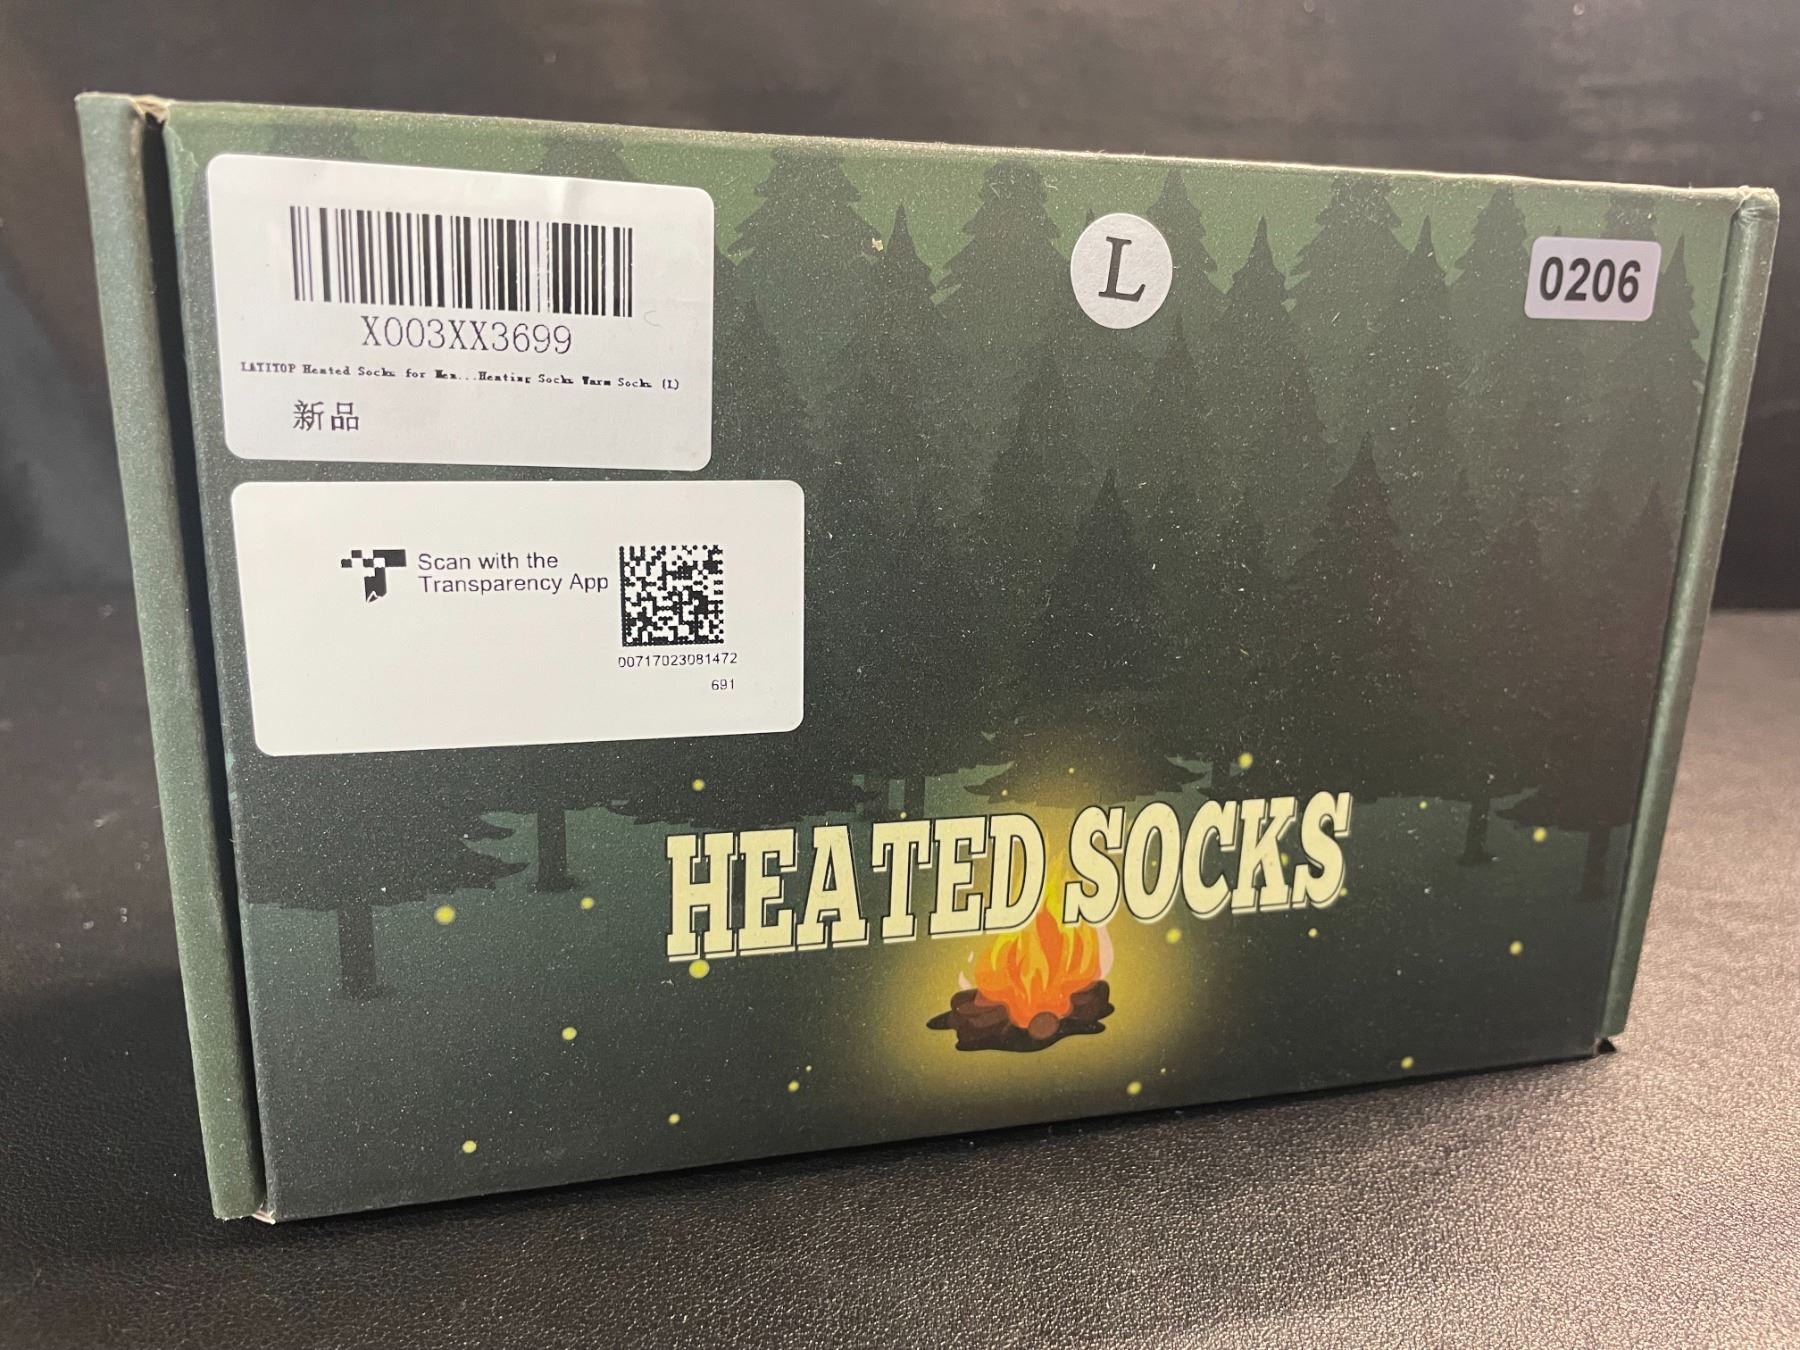 X003XX3699
LATITOP Heated Socks for Men...Heating Socks Warm Socks (L)
新品
L
0206
Scan with the
Transparency App
00717023081472
691
HEATED SOCKS